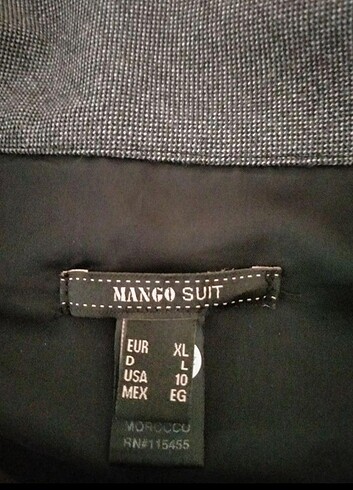 MANGO SUIT
EUR XL
D L
USA 10
MEX EG
MOROCCO
RN#115455